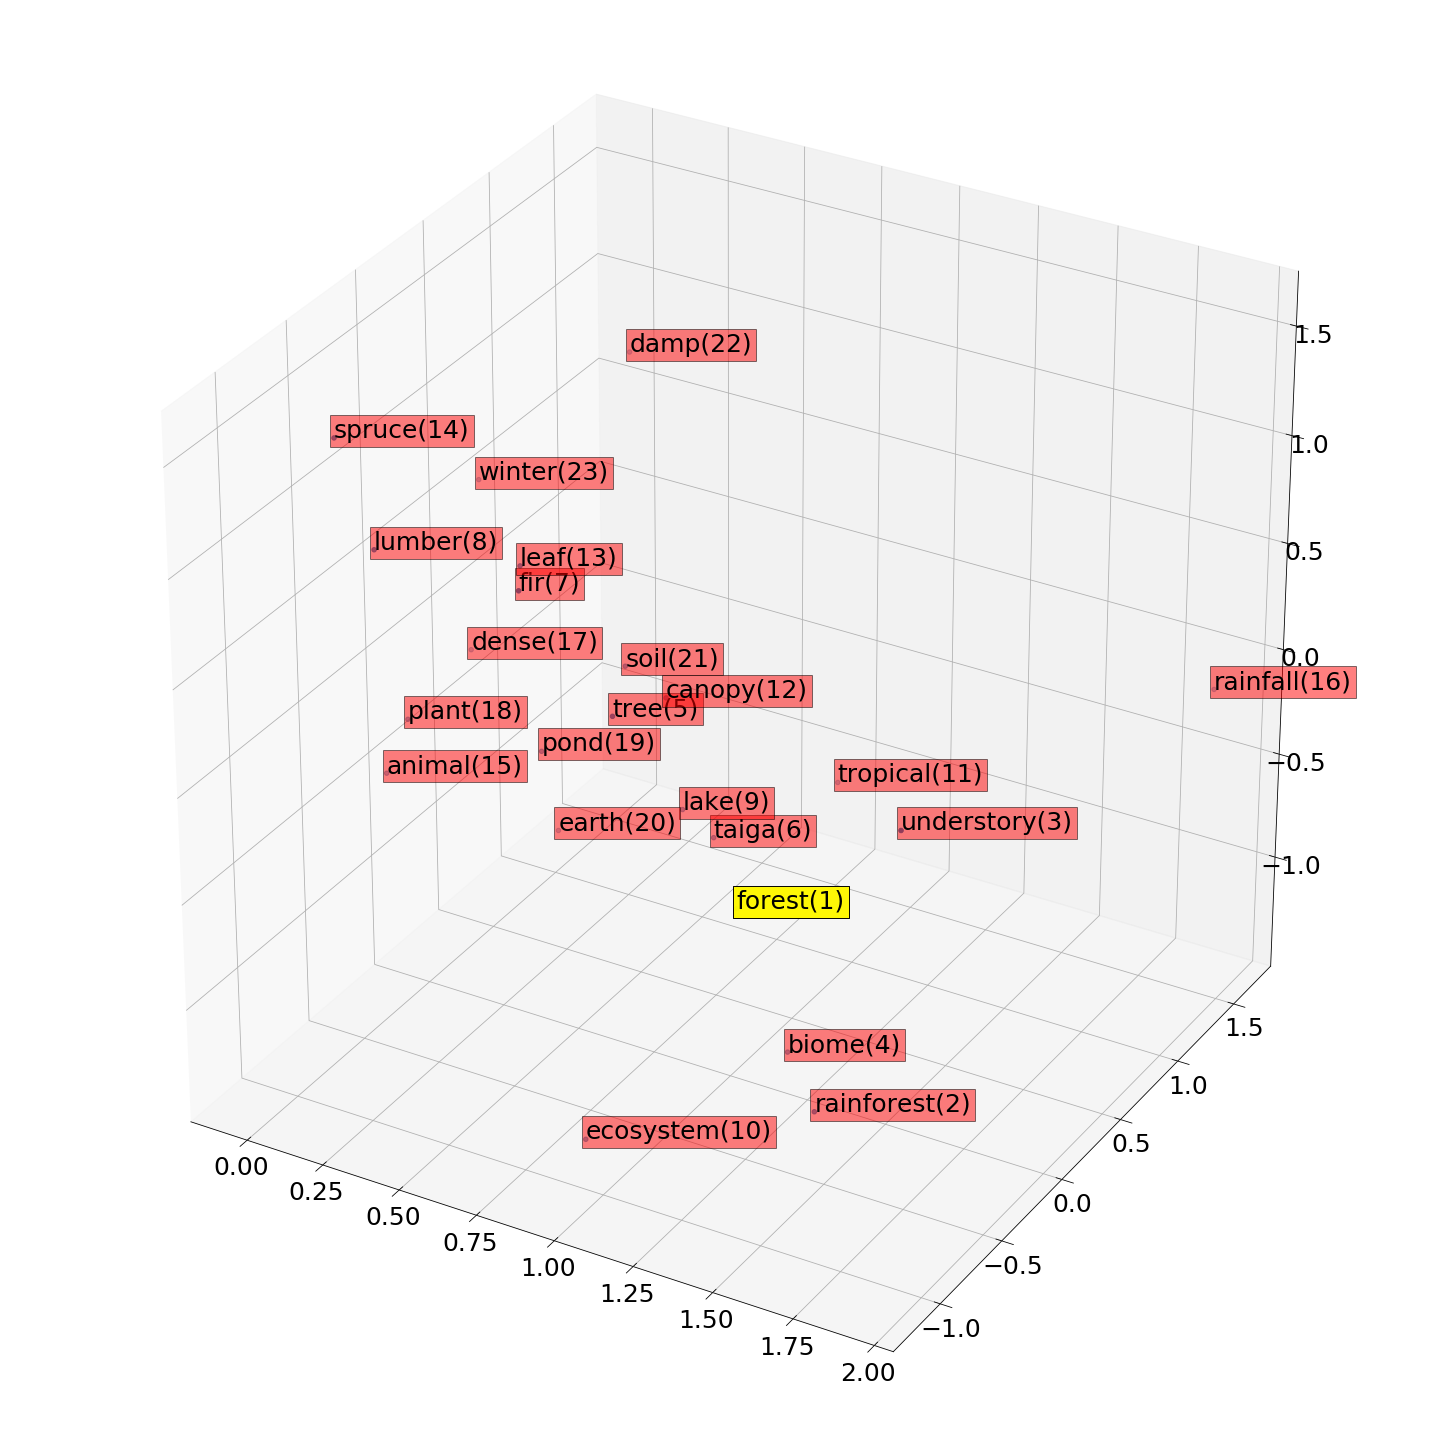 damp(22)
spruce(14)
winter(23)
lumber(8)
leaf(13)
fir(7)
dense(17)
soil(21)
canopy(12)
rainfall(16)
plant(18)
tree(5)
pond(19)
animal(15)
tropical(11)
lake(9)
earth(20)
taiga(6)
understory(3)
forest(1)
biome(4)
rainforest(2)
ecosystem(10)
1.5
1.0
0.5
0.0
−0.5
−1.0
1.5
1.0
0.5
0.0
−0.5
−1.0
0.00
0.25
0.50
0.75
1.00
1.25
1.50
1.75
2.00